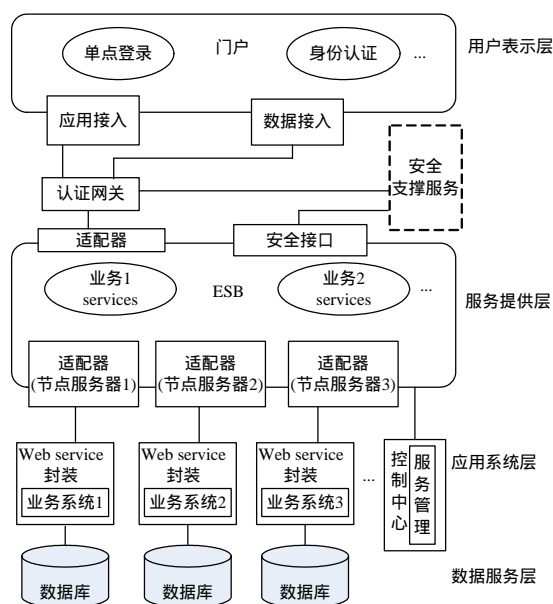 单点登录 门户 身份认证 ... 用户表示层
应用接入 数据接入
安全
支撑服务
认证网关
适配器 安全接口
业务1
services
ESB
业务2
services
...
服务提供层
适配器
(节点服务器1)
适配器
(节点服务器2)
适配器
(节点服务器3)
Web service
封装
业务系统1
Web service
封装
业务系统2
Web service
封装
业务系统3
...
控制中心
服务管理
应用系统层
数据库 数据库 数据库
数据服务层